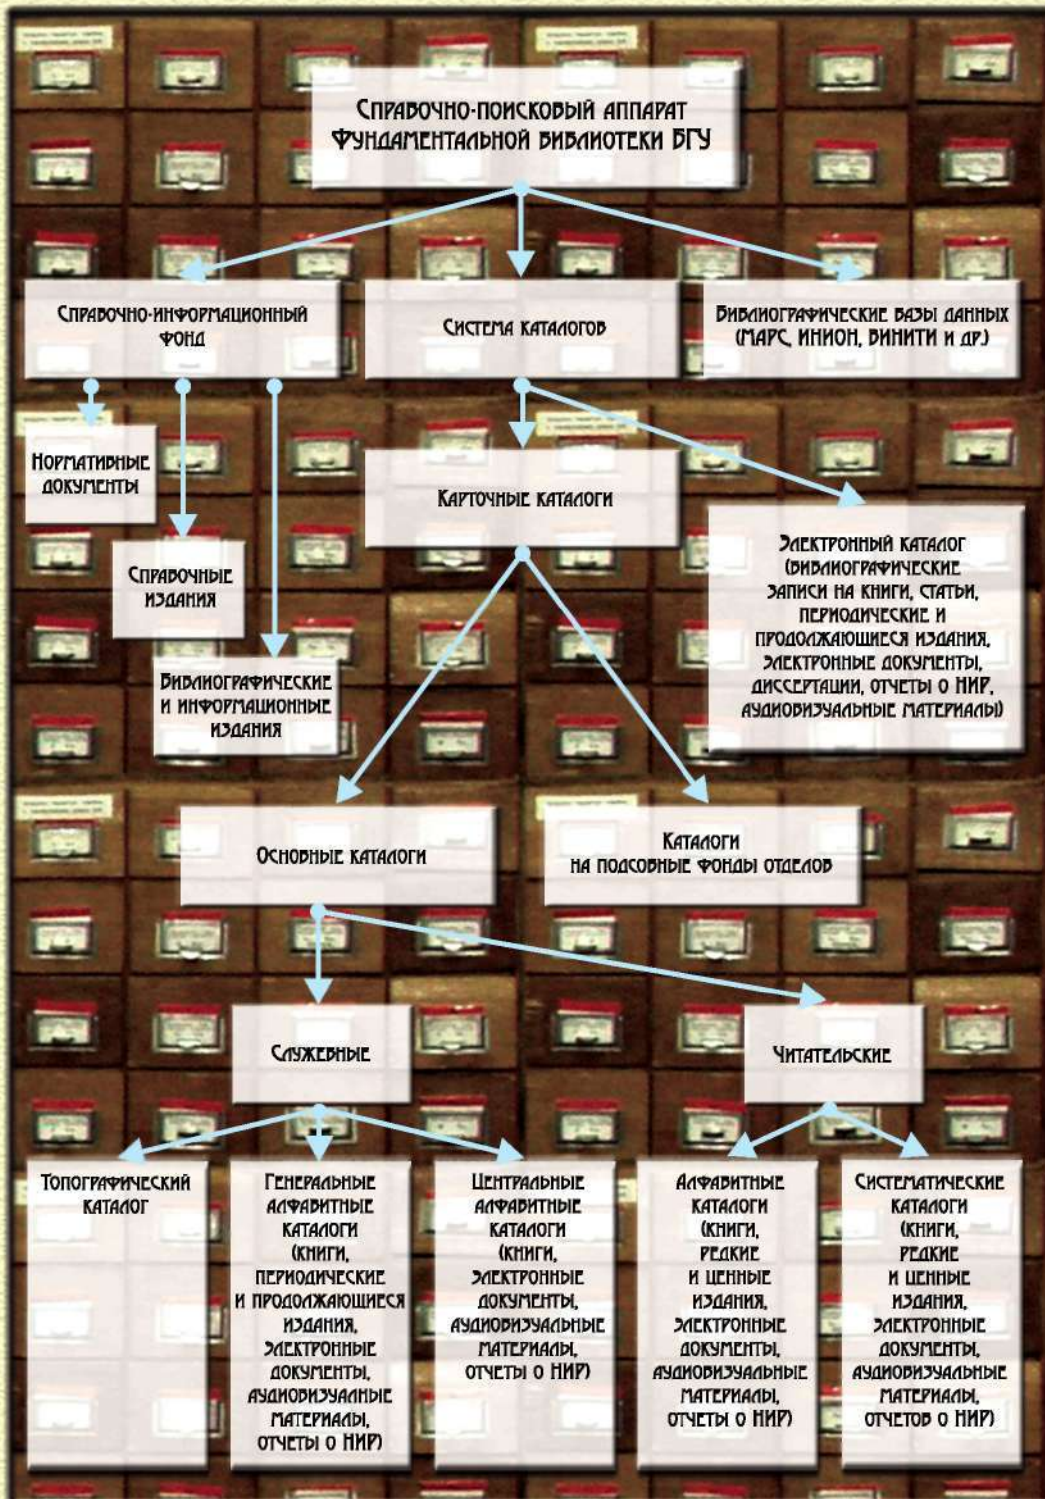 Справочно-поисковый аппарат
Фундаментальной библиотеки БГУ
Справочно-информационный
фонд
Система каталогов
Библиографические базы данных
(МАРС, ИНИОН, ВИНИТИ и др.)
Нормативные
документы
Справочные
издания
Библиографические
и информационные
издания
Карточные каталоги
Электронный каталог
(библиографические
записи на книги, статьи,
периодические и
продолжающиеся издания,
электронные документы,
диссертации, отчеты о НИР,
аудиовизуальные материалы)
Основные каталоги
Каталоги
на подсобные фонды отделов
Служебные
Читательские
Топографический
каталог
Генеральные
алфавитные
каталоги
(книги,
периодические
и продолжающиеся
издания,
электронные
документы,
аудиовизуалные
материалы,
отчеты о НИР)
Центральные
алфавитные
каталоги
(книги,
электронные
документы,
аудиовизуальные
материалы,
отчеты о НИР)
Алфавитные
каталоги
(книги,
редкие
и ценные
издания,
электронные
документы,
аудиовизуальные
материалы,
отчеты о НИР)
Систематические
каталоги
(книги,
редкие
и ценные
издания,
электронные
документы,
аудиовизуальные
материалы,
отчетов о НИР)